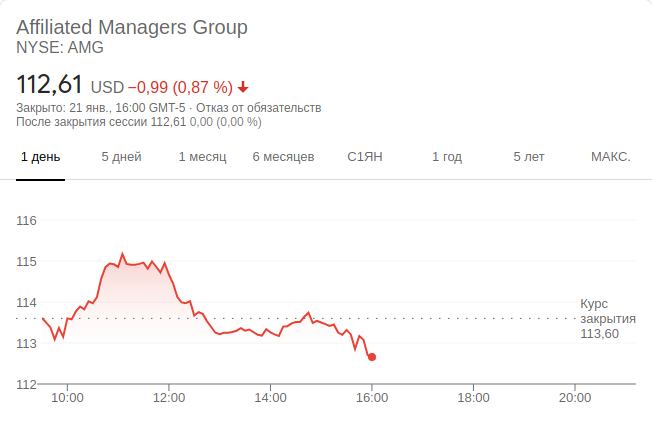 Affiliated Managers Group
NYSE: AMG
112,61 USD −0,99 (0,87 %)
Закрыто: 21 янв., 16:00 GMT-5 · Отказ от обязательств
После закрытия сессии 112,61 0,00 (0,00 %)
1 день 5 дней 1 месяц 6 месяцев С1ЯН 1 год 5 лет МАКС.
116
115
114
113
112
Курс
закрытия
113,60
10:00 12:00 14:00 16:00 18:00 20:00